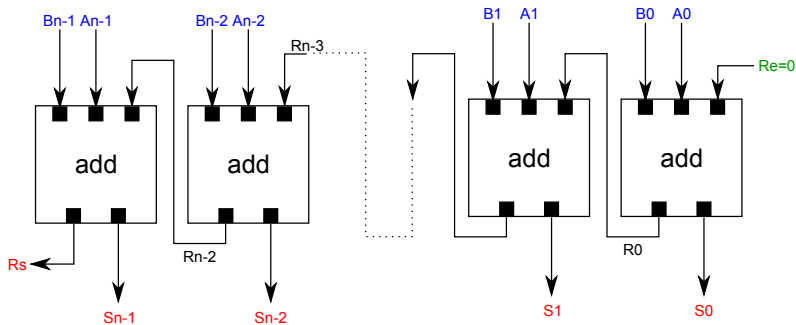 Bn-1 An-1 Bn-2 An-2 B1 A1 B0 A0
Rn-3
Re=0
add add add add
Rn-2 R0
Rs
Sn-1 Sn-2 S1 S0